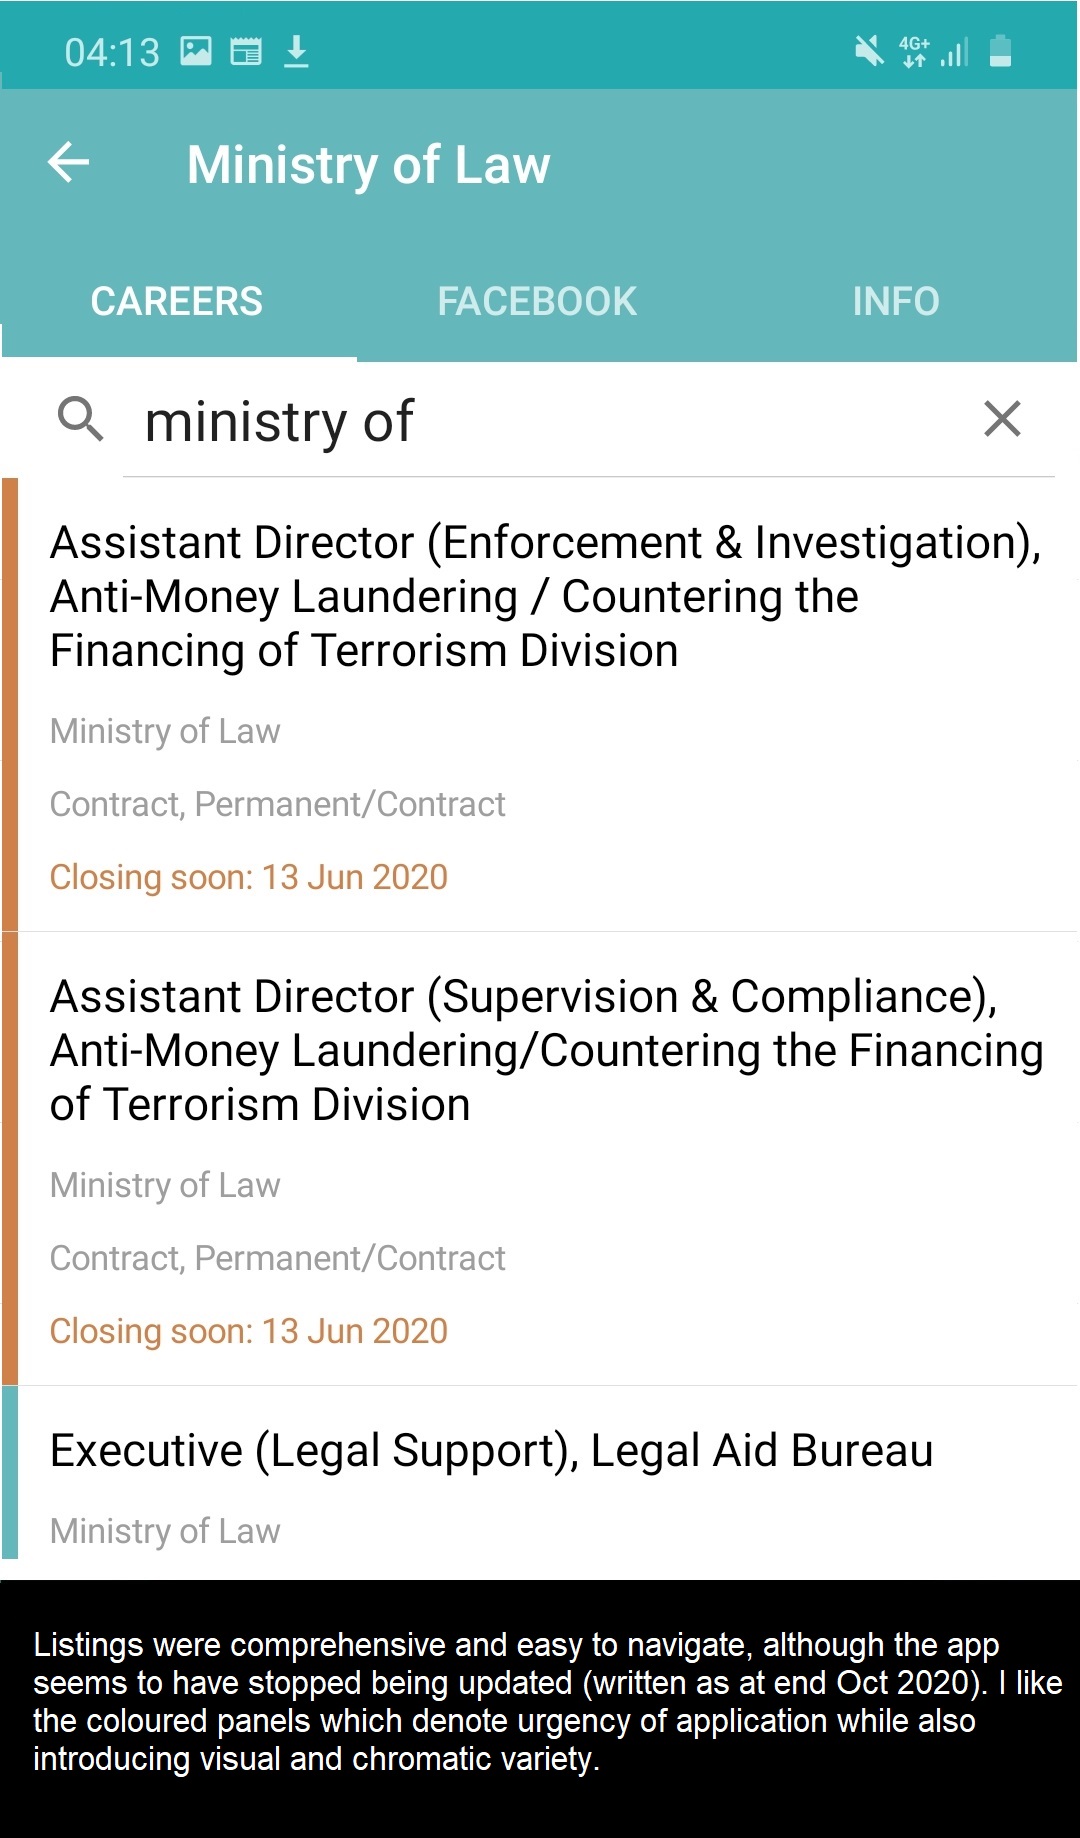 04:13
4G+
Ministry of Law
CAREERS FACEBOOK INFO
ministry of
Assistant Director (Enforcement & Investigation),
Anti-Money Laundering / Countering the
Financing of Terrorism Division
Ministry of Law
Contract, Permanent/Contract
Closing soon: 13 Jun 2020
Assistant Director (Supervision & Compliance),
Anti-Money Laundering/Countering the Financing
of Terrorism Division
Ministry of Law
Contract, Permanent/Contract
Closing soon: 13 Jun 2020
Executive (Legal Support), Legal Aid Bureau
Ministry of Law
Listings were comprehensive and easy to navigate, although the app
seems to have stopped being updated (written as at end Oct 2020). I like
the coloured panels which denote urgency of application while also
introducing visual and chromatic variety.